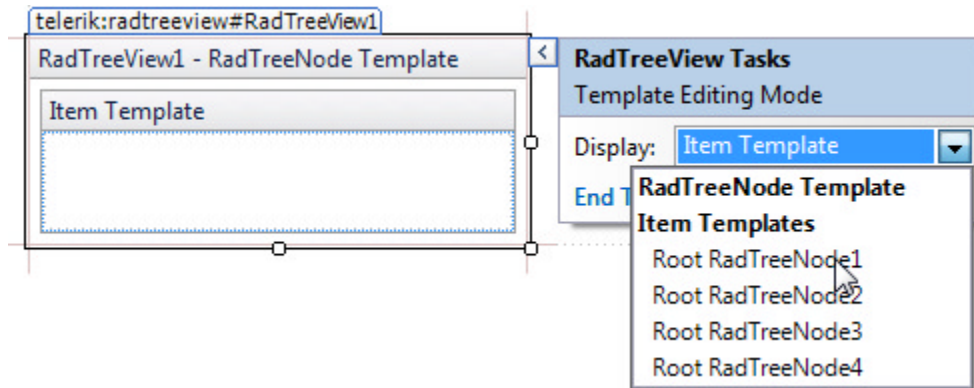 telerik:radtreeview#RadTreeView1
RadTreeView1 - RadTreeNode Template
Item Template
RadTreeView Tasks
Template Editing Mode
Display: Item Template
End T
RadTreeNode Template
Item Templates
Root RadTreeNode1
Root RadTreeNode2
Root RadTreeNode3
Root RadTreeNode4